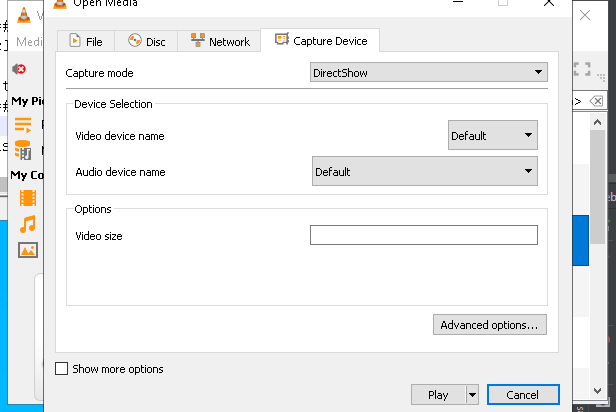 Open Media
Medi
File
Disc
Network
Capture Device
Capture mode
DirectShow
My Pi
Device Selection
Video device name
Default
Audio device name
Default
My Co
Options
Video size
Advanced options...
Show more options
Play
Cancel